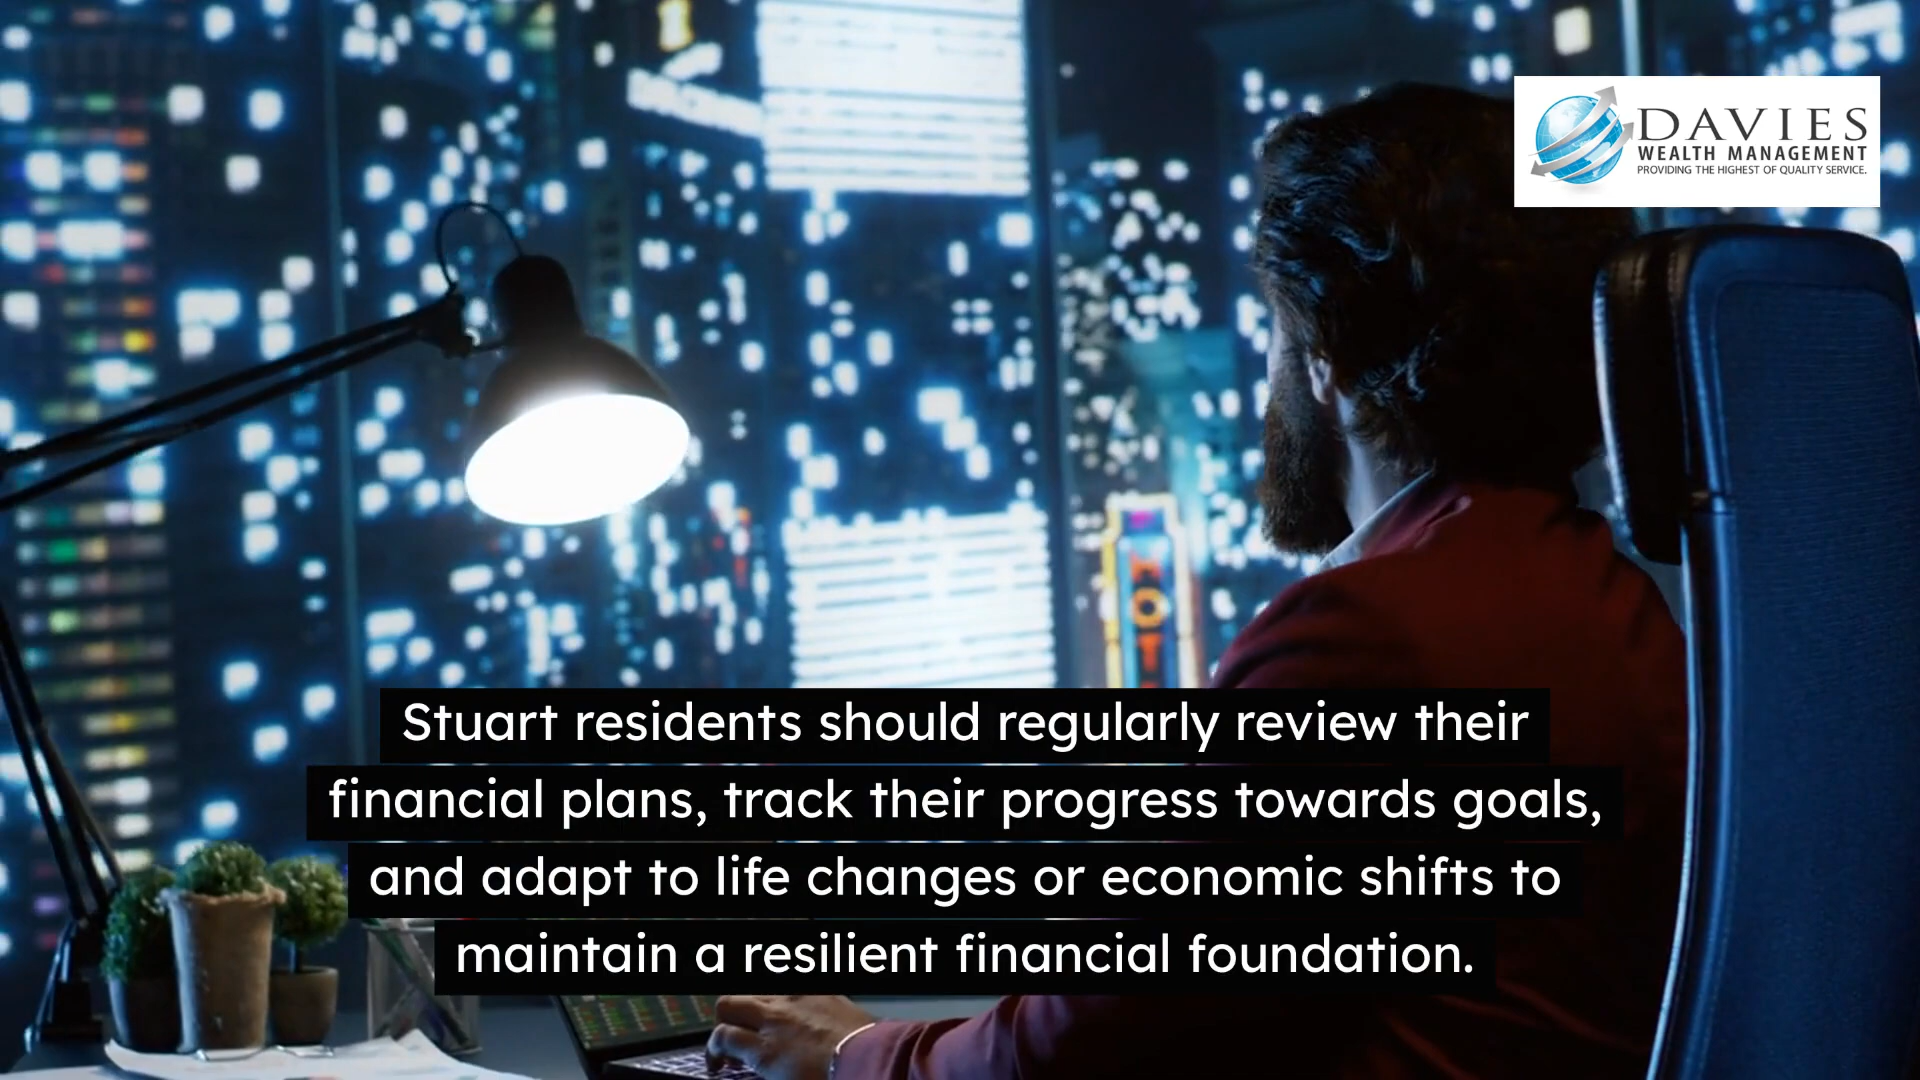 DAVIES
WEALTH MANAGEMENT
PROVIDING THE HIGHEST OF QUALITY SERVICE.
HOT
Stuart residents should regularly review their
financial plans, track their progress towards goals,
and adapt to life changes or economic shifts to
maintain a resilient financial foundation.